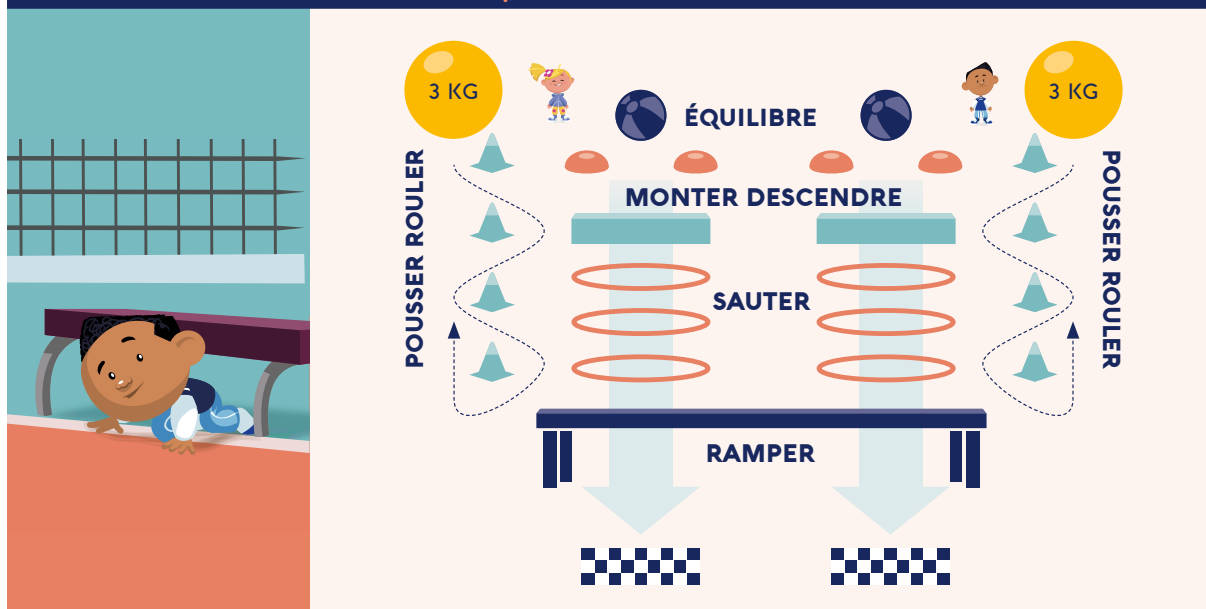 3 KG
3 KG
ÉQUILIBRE
POUSSER ROULER
MONTER DESCENDRE
POUSSER ROULER
SAUTER
RAMPER